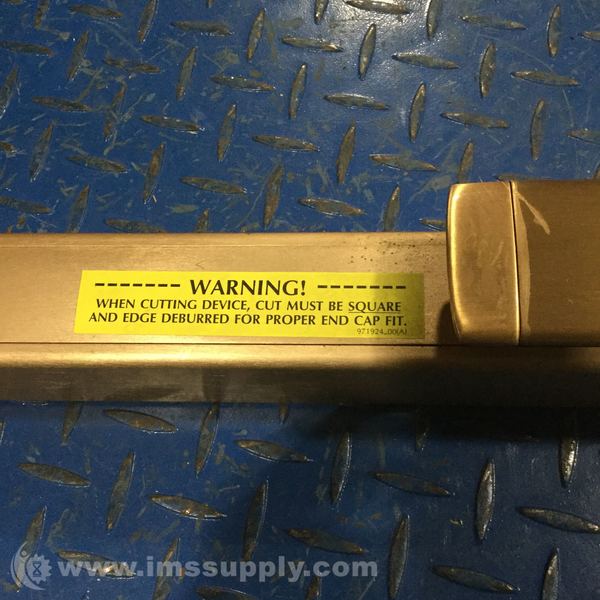 ------- WARNING! -------
WHEN CUTTING DEVICE, CUT MUST BE SQUARE
AND EDGE DEBURRED FOR PROPER END CAP FIT.
971924_00(A)
www.imssupply.com